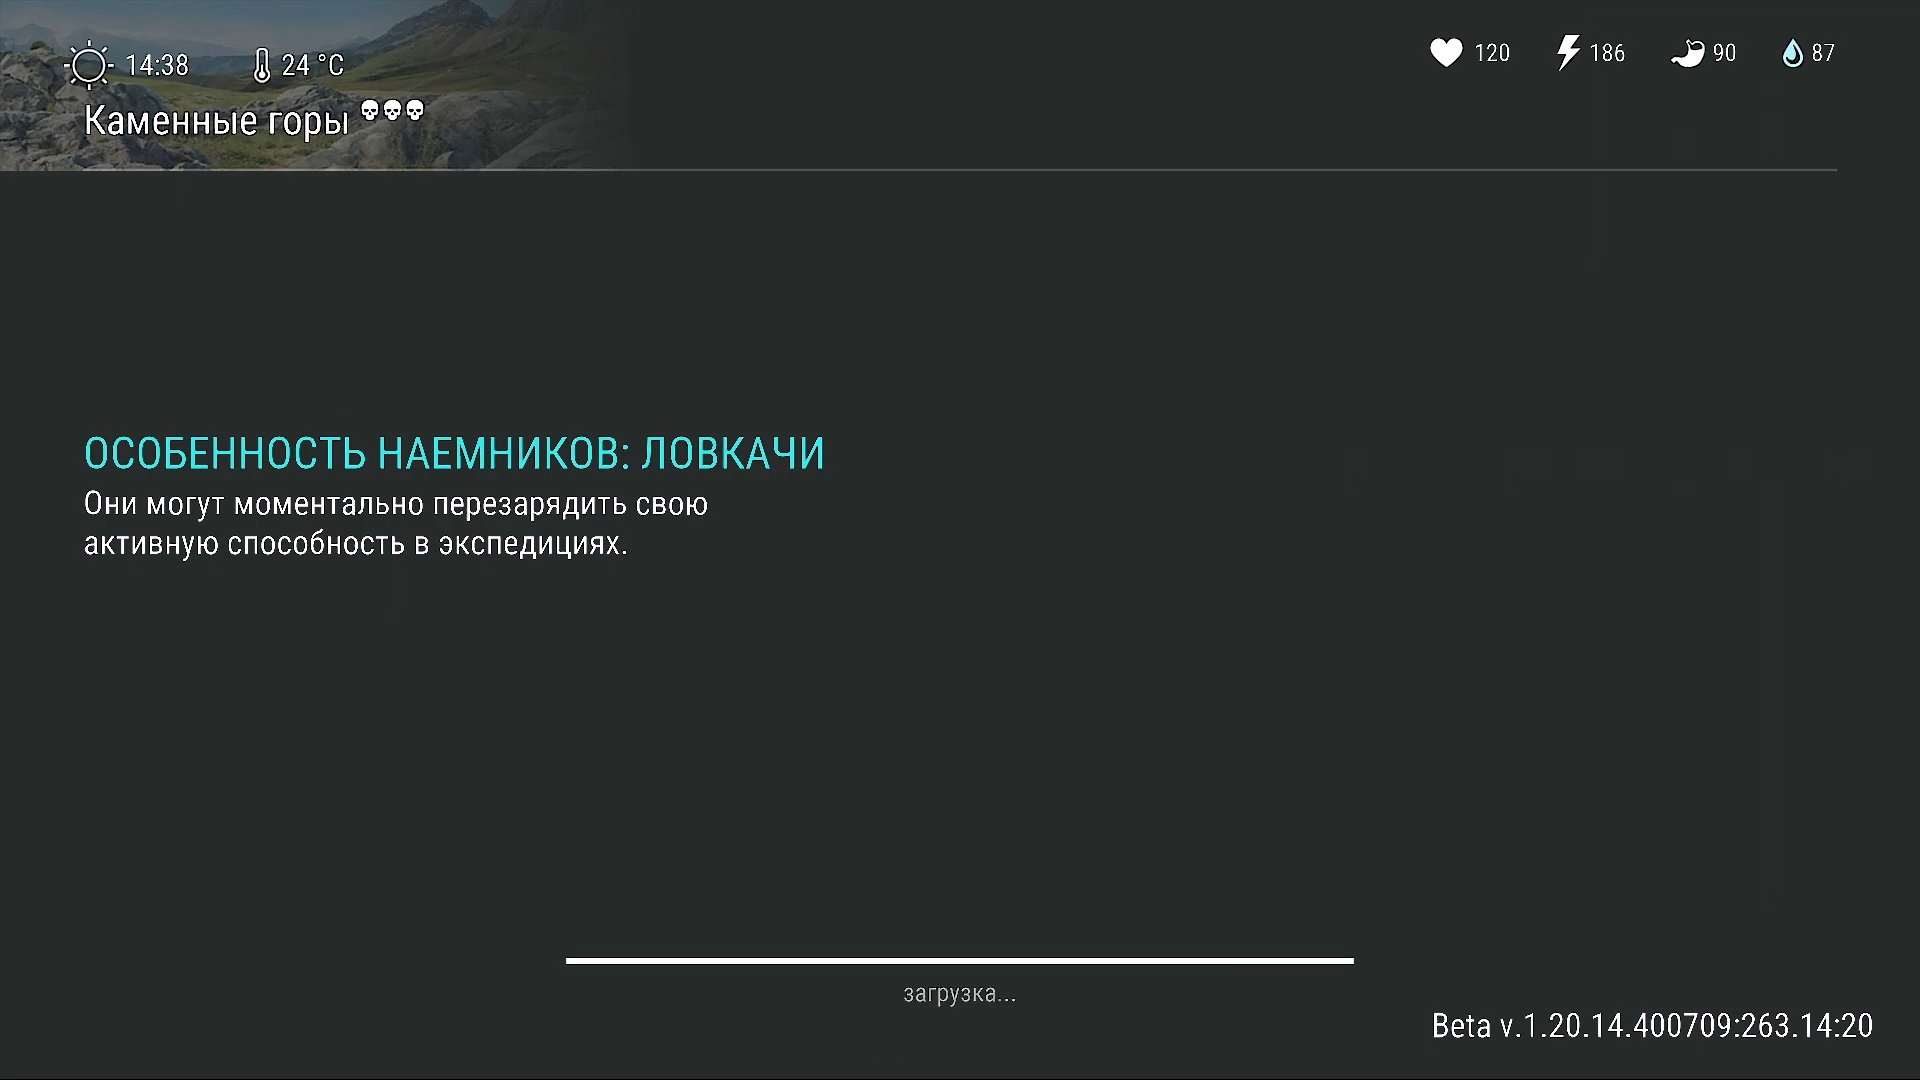 14:38 24 °C 120 186 90 87
Каменные горы
ОСОБЕННОСТЬ НАЕМНИКОВ: ЛОВКАЧИ
Они могут моментально перезарядить свою
активную способность в экспедициях.
загрузка...
Beta v.1.20.14.400709:263.14:20